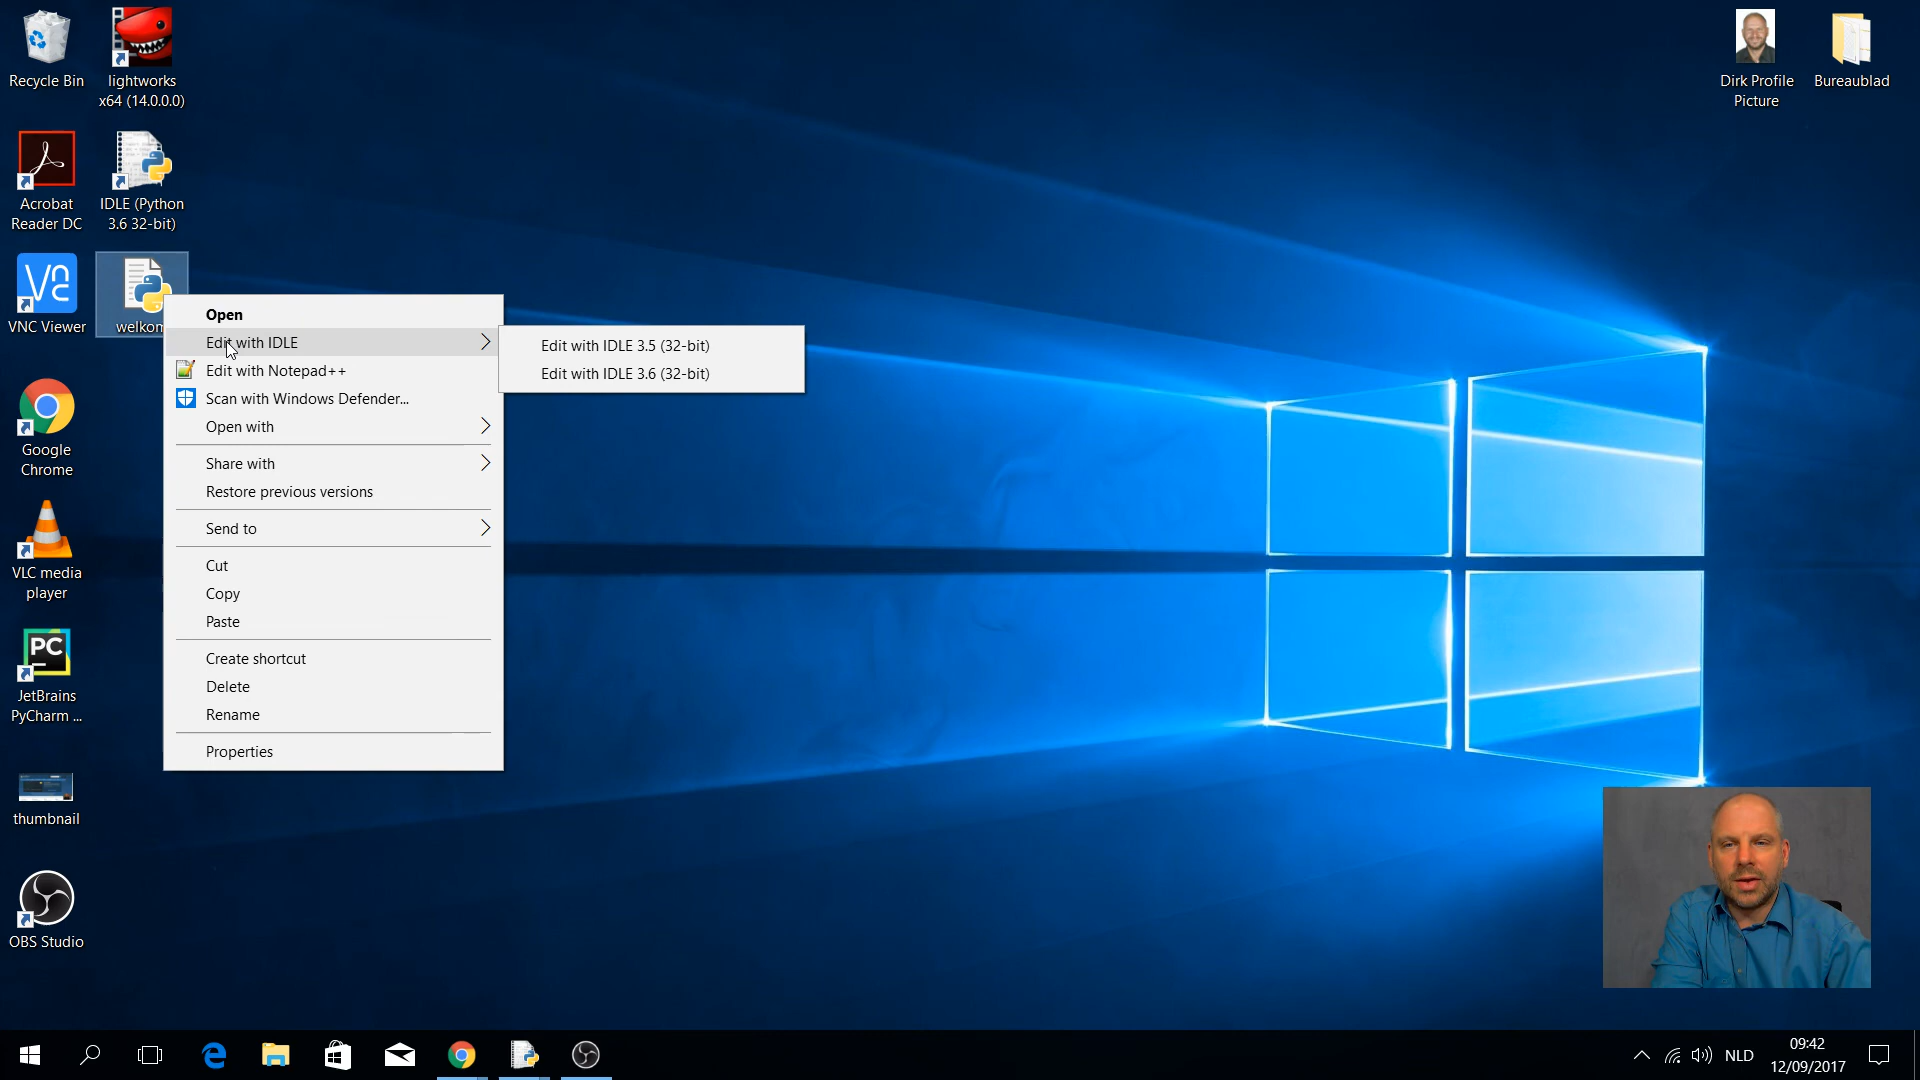 Recycle Bin
lightworks
x64 (14.0.0.0)
Dirk Profile
Picture
Bureaublad
Acrobat
Reader DC
IDLE (Python
3.6 32-bit)
VNC Viewer
welkom
Google
Chrome
VLC media
player
PC
JetBrains
PyCharm ...
thumbnail
OBS Studio
Open
Edit with IDLE
Edit with Notepad++
Scan with Windows Defender...
Open with
Share with
Restore previous versions
Send to
Cut
Copy
Paste
Create shortcut
Delete
Rename
Properties
Edit with IDLE 3.5 (32-bit)
Edit with IDLE 3.6 (32-bit)
NLD
09:42
12/09/2017